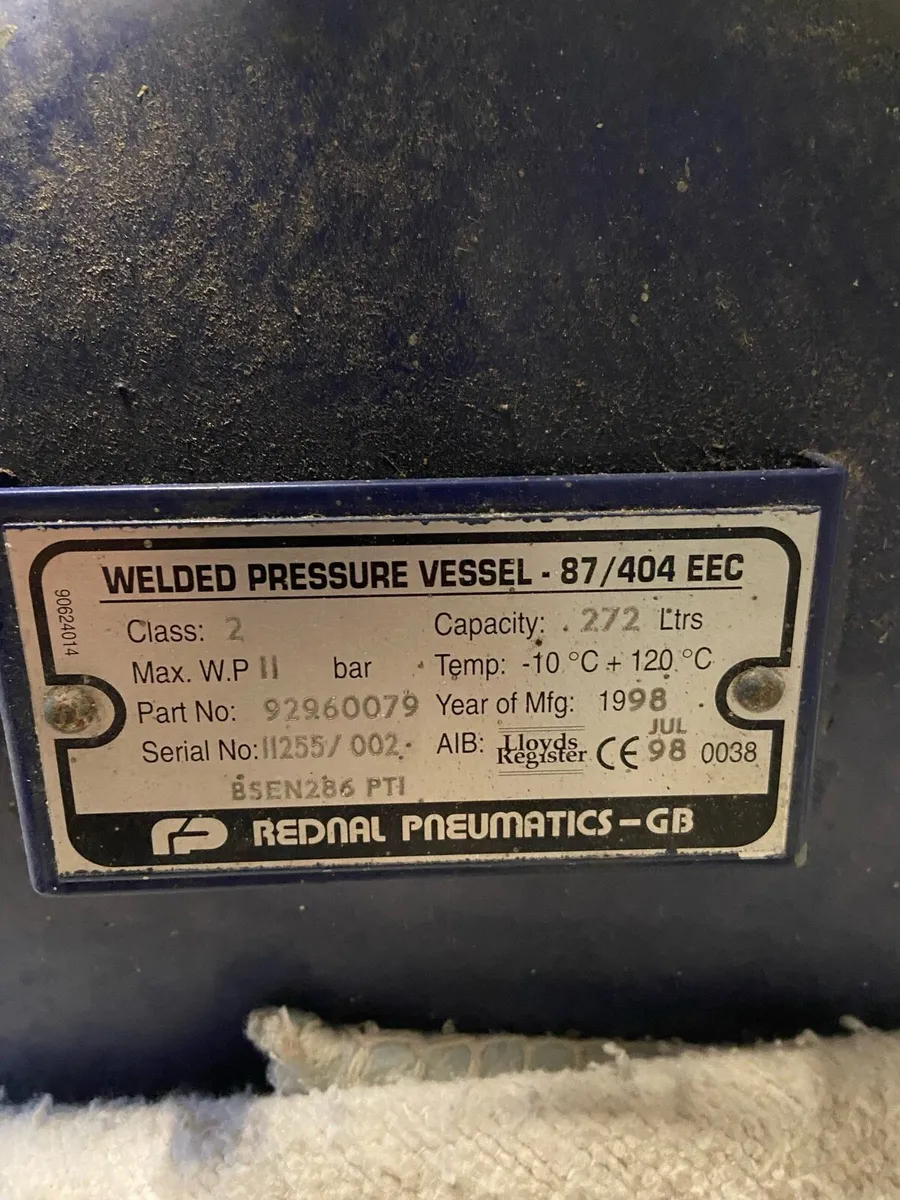 WELDED PRESSURE VESSEL - 87/404 EEC
90624014
Class: 2 Capacity: 272 Ltrs
Max. W.P 11 bar Temp: -10 °C + 120 °C
Part No: 92960079 Year of Mfg: 1998
Serial No: 11255/002 AIB: Lloyds Register CE JUL 98 0038
BSEN286 PT1
REDNAL PNEUMATICS-GB